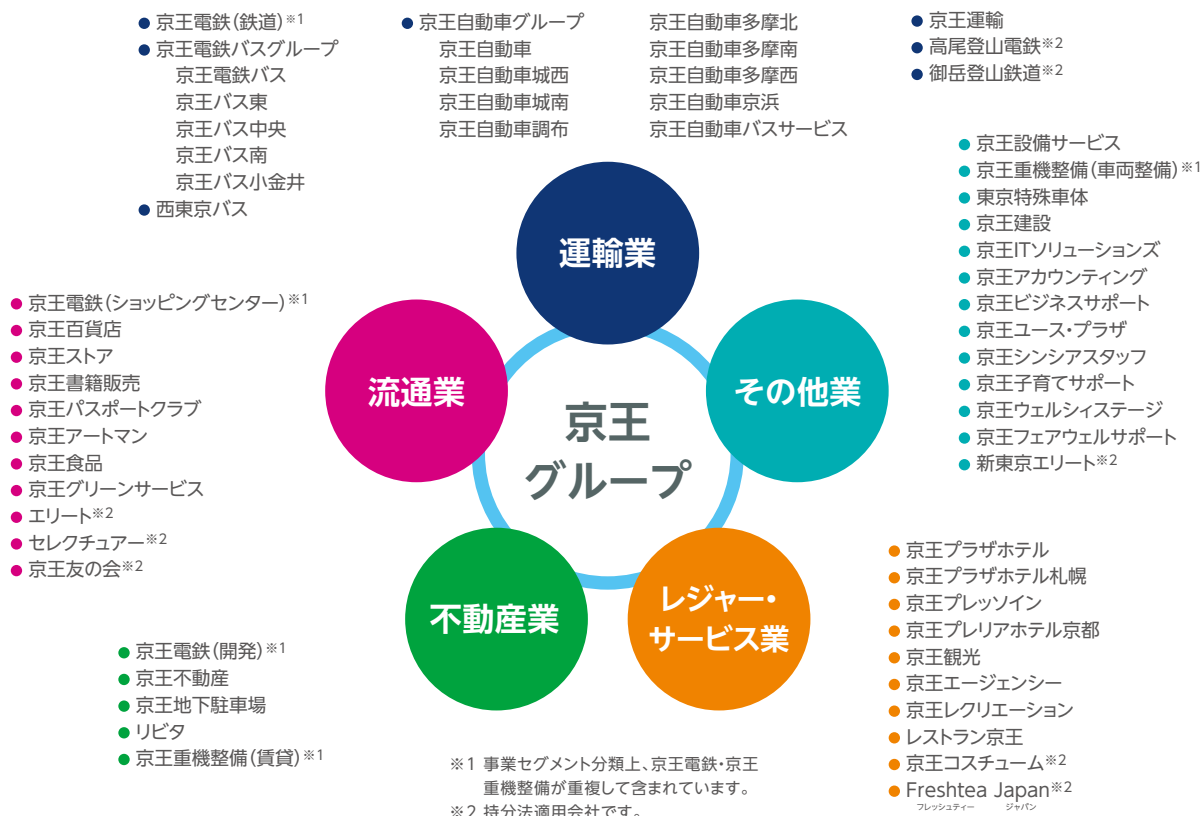 ● 京王電鉄(鉄道)※1
● 京王電鉄バスグループ
京王電鉄バス
京王バス東
京王バス中央
京王バス南
京王バス小金井
● 西東京バス
● 京王自動車グループ
京王自動車
京王自動車城西
京王自動車城南
京王自動車調布
京王自動車多摩北
京王自動車多摩南
京王自動車多摩西
京王自動車京浜
京王自動車バスサービス
● 京王運輸
● 高尾登山電鉄※2
● 御岳登山鉄道※2
運輸業
● 京王設備サービス
● 京王重機整備(車両整備)※1
● 東京特殊車体
● 京王建設
● 京王ITソリューションズ
● 京王アカウンティング
● 京王ビジネスサポート
● 京王ユース・プラザ
● 京王シンシアスタッフ
● 京王子育てサポート
● 京王ウェルシィステージ
● 京王フェアウェルサポート
● 新東京エリート※2
その他業
● 京王電鉄(ショッピングセンター)※1
● 京王百貨店
● 京王ストア
● 京王書籍販売
● 京王パスポートクラブ
● 京王アートマン
● 京王食品
● 京王グリーンサービス
● エリート※2
● セレクチュアー※2
● 京王友の会※2
流通業
京王
グループ
不動産業
レジャー・
サービス業
● 京王電鉄(開発)※1
● 京王不動産
● 京王地下駐車場
● リビタ
● 京王重機整備(賃貸)※1
● 京王プラザホテル
● 京王プラザホテル札幌
● 京王プレッソイン
● 京王プレリアホテル京都
● 京王観光
● 京王エージェンシー
● 京王レクリエーション
● レストラン京王
● 京王コスチューム※2
● Freshtea Japan※2
フレッシュティー ジャパン
※1 事業セグメント分類上、京王電鉄・京王
重機整備が重複して含まれています。
※2 持分法適用会社です。